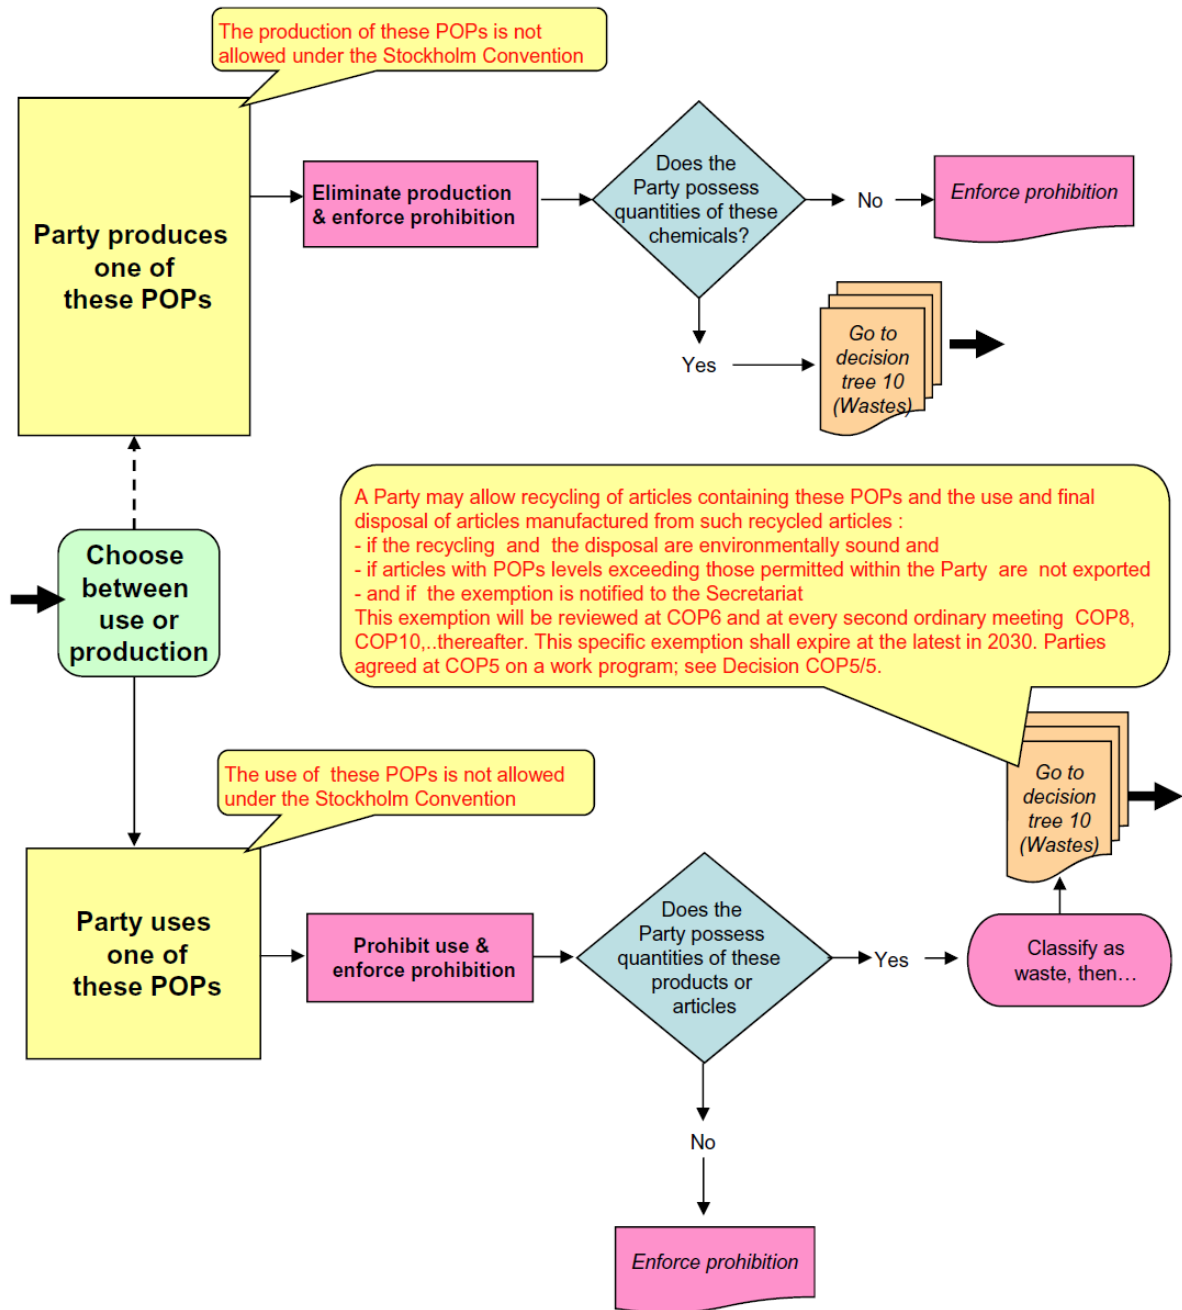 The production of these POPs is not
allowed under the Stockholm Convention
Party produces
one of
these POPs
Eliminate production
& enforce prohibition
Does the
Party possess
quantities of these
chemicals?
No
Enforce prohibition
Yes
Go to
decision
tree 10
(Wastes)
A Party may allow recycling of articles containing these POPs and the use and final
disposal of articles manufactured from such recycled articles :
- if the recycling and the disposal are environmentally sound and
- if articles with POPs levels exceeding those permitted within the Party are not exported
- and if the exemption is notified to the Secretariat
This exemption will be reviewed at COP6 and at every second ordinary meeting COP8,
COP10,..thereafter. This specific exemption shall expire at the latest in 2030. Parties
agreed at COP5 on a work program; see Decision COP5/5.
Choose
between
use or
production
The use of these POPs is not allowed
under the Stockholm Convention
Go to
decision
tree 10
(Wastes)
Party uses
one of
these POPs
Prohibit use &
enforce prohibition
Does the
Party possess
quantities of these
products or
articles
Yes
Classify as
waste, then…
No
Enforce prohibition